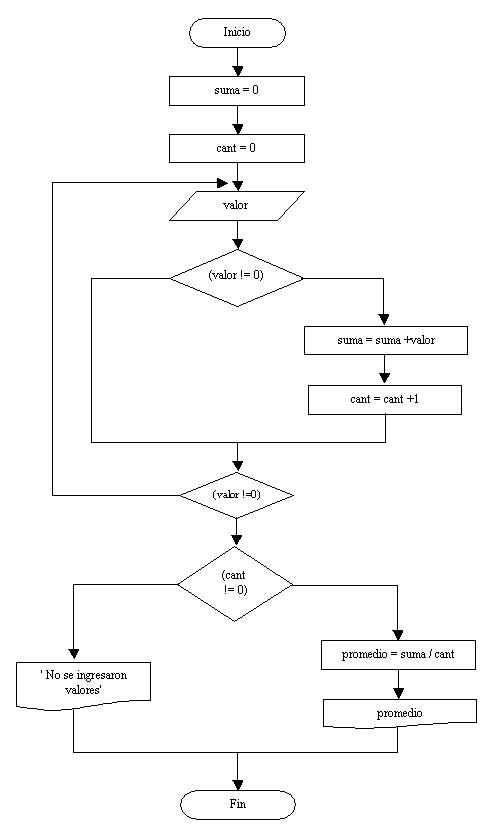 Inicio
suma = 0
cant = 0
valor
(valor != 0)
suma = suma +valor
cant = cant +1
(valor !=0)
(cant
!= 0)
promedio = suma / cant
' No se ingresaron
valores'
promedio
Fin